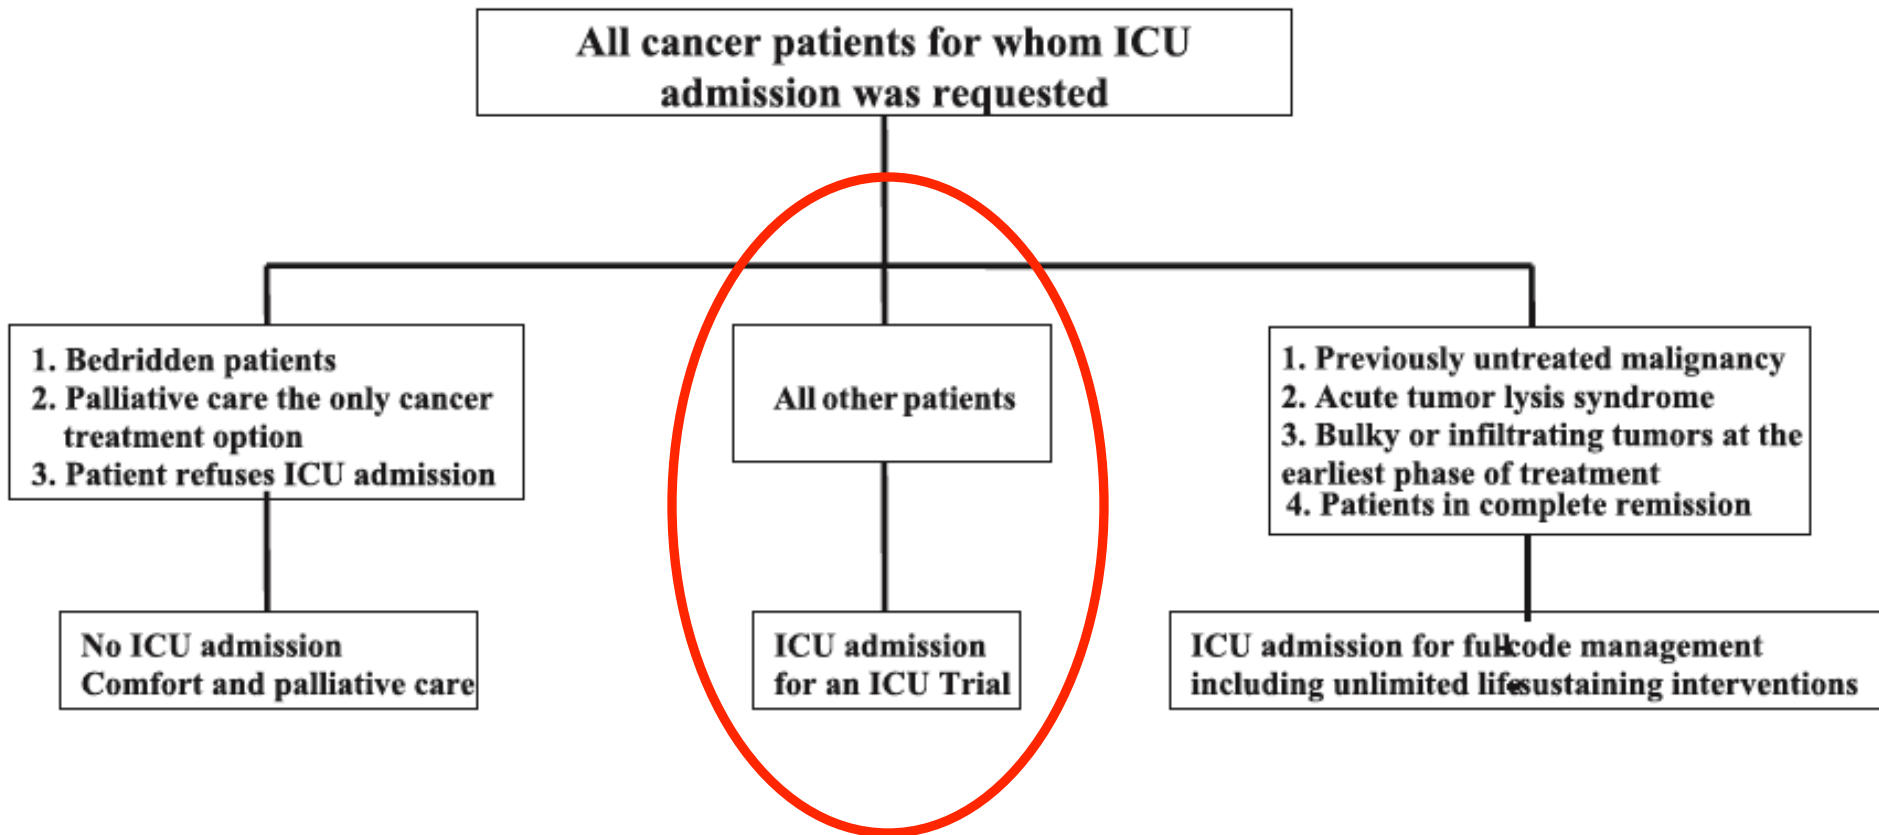 All cancer patients for whom ICU
admission was requested
1. Bedridden patients
2. Palliative care the only cancer
treatment option
3. Patient refuses ICU admission
All other patients
1. Previously untreated malignancy
2. Acute tumor lysis syndrome
3. Bulky or infiltrating tumors at the
earliest phase of treatment
4. Patients in complete remission
No ICU admission
Comfort and palliative care
ICU admission
for an ICU Trial
ICU admission for full-code management
including unlimited life-sustaining interventions